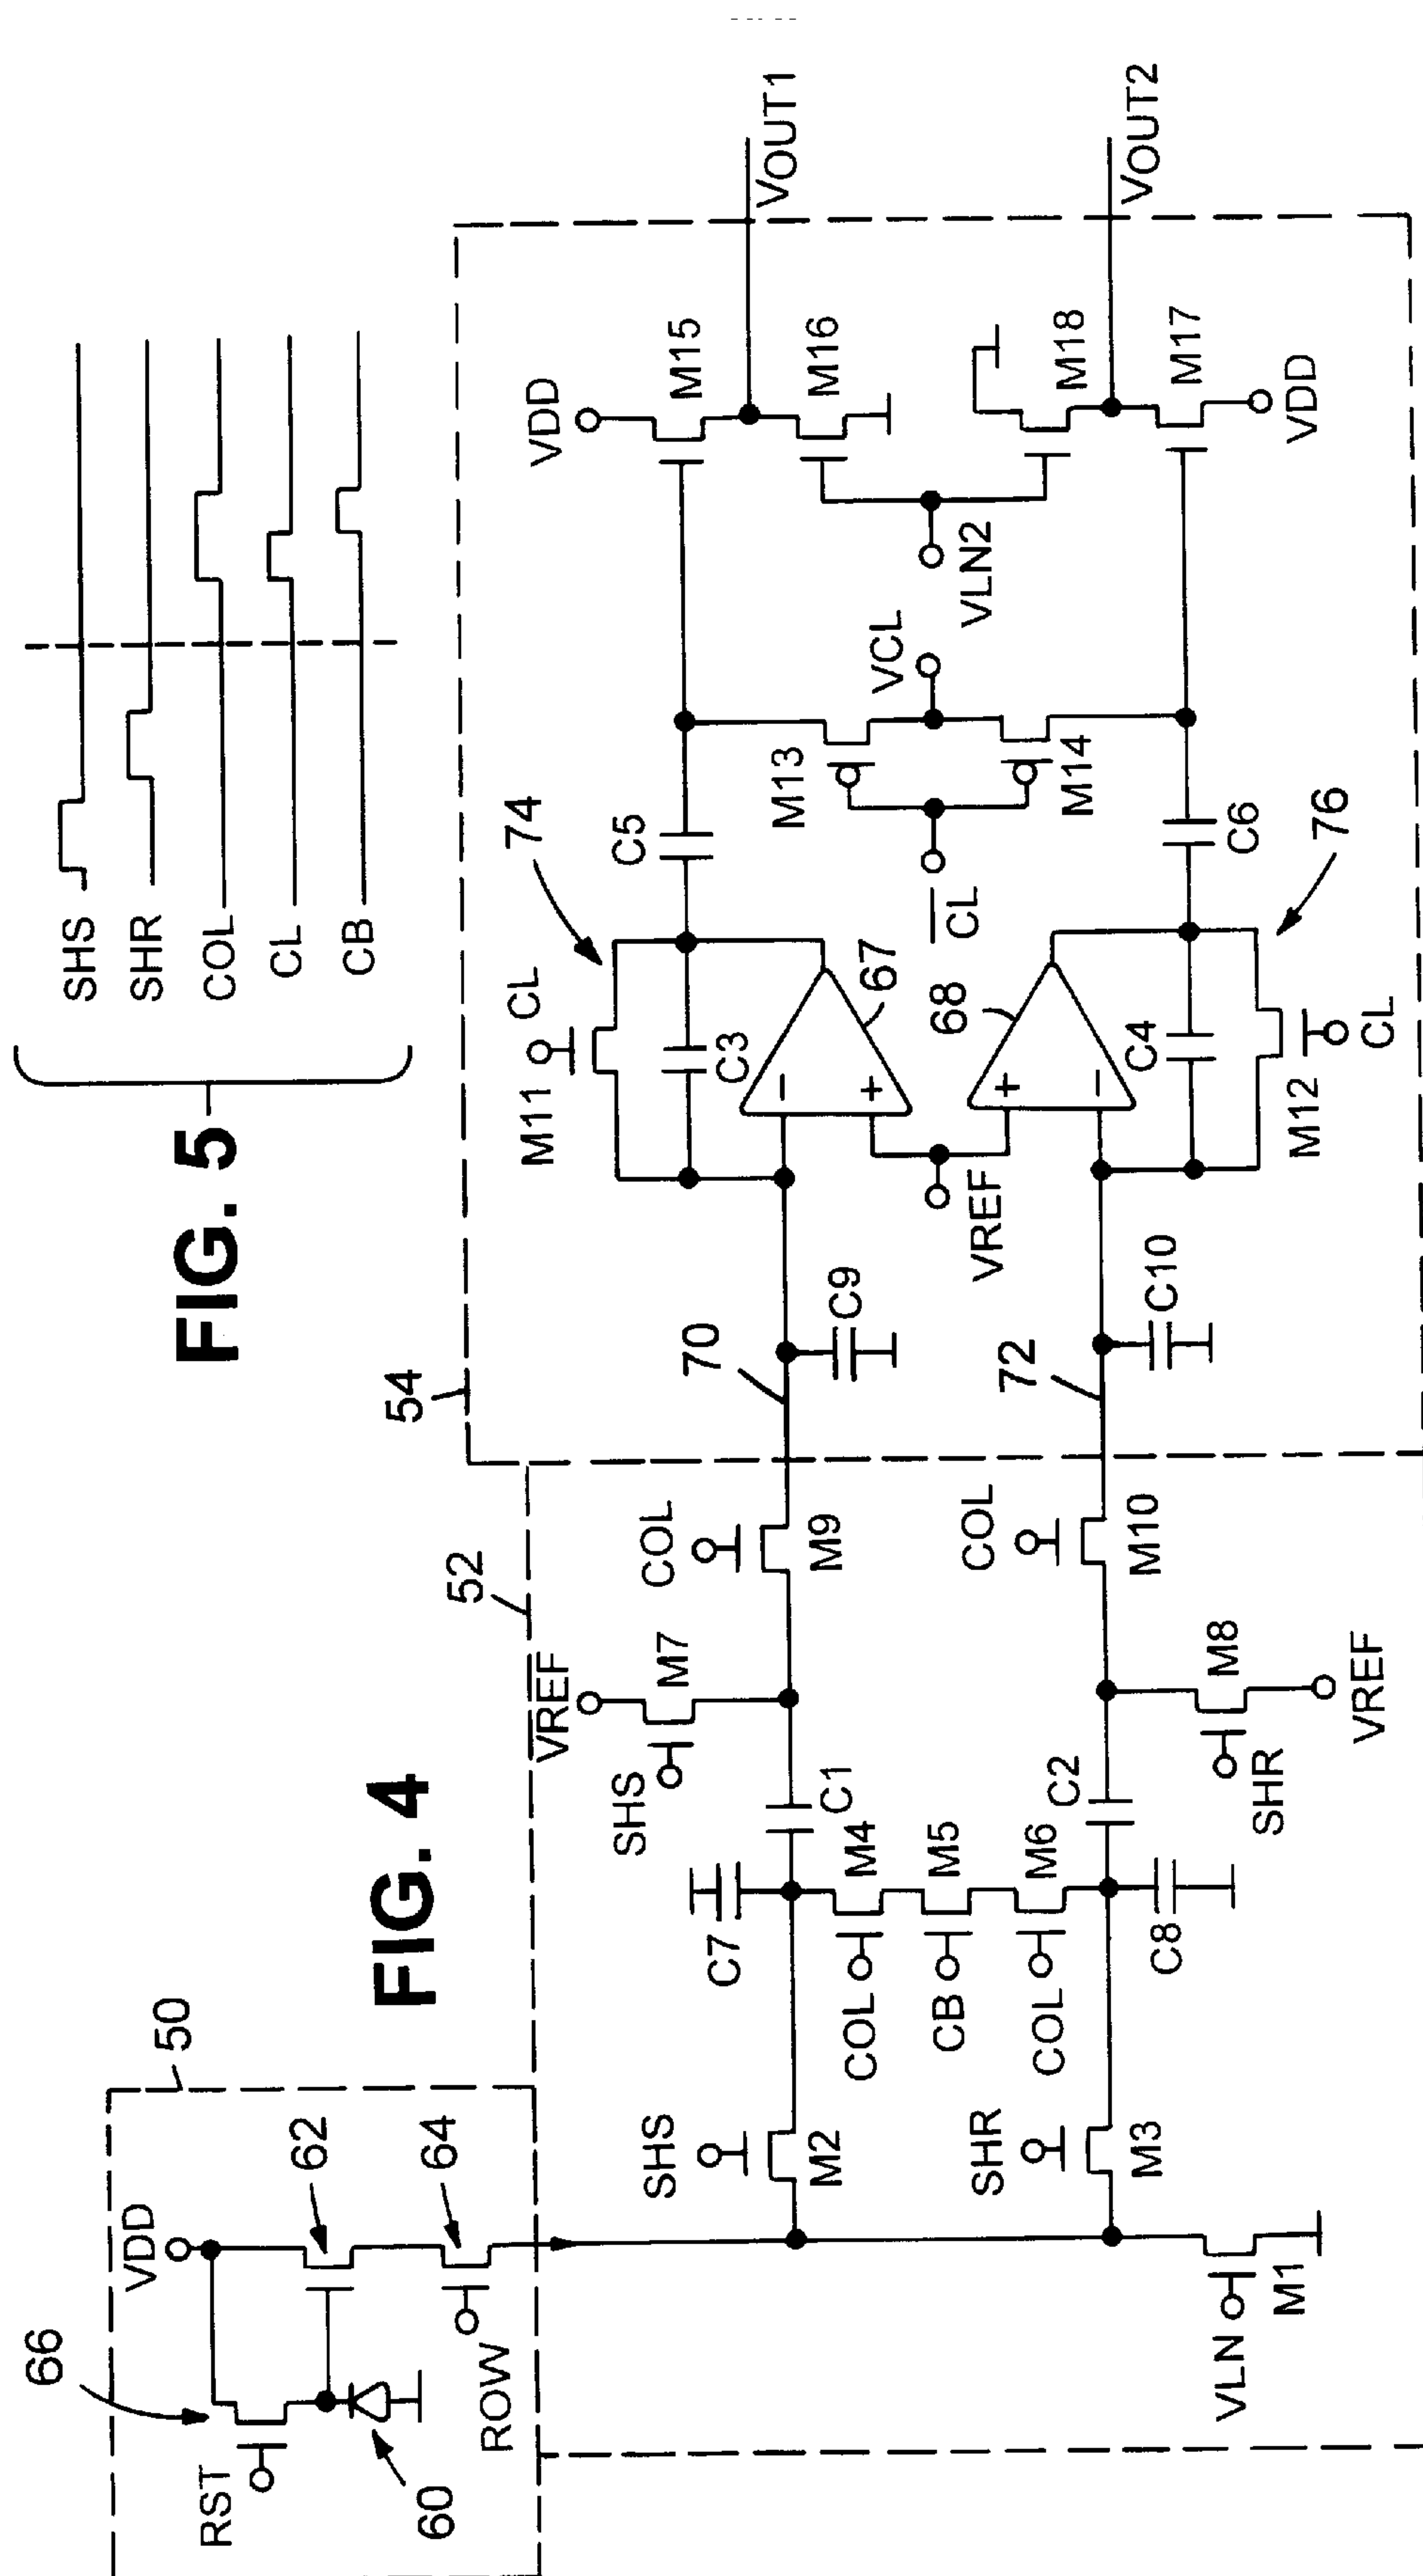 FIG. 5
SHS
SHR
COL
CL
CB
FIG. 4
50
VDD
66
62
64
RST
60
ROW
52
54
VREF
SHS
M7
COL
M9
C7
C1
SHS
M2
COL
M4
CB
M5
COL
M6
SHR
M3
C8
C2
COL
M10
SHR
M8
VREF
VLN
M1
70
C9
72
C10
M11
CL
74
C3
67
C5
VREF
68
C4
M12
CL
76
C6
CL
M13
M14
VCL
VDD
M15
M16
VLN2
M18
M17
VDD
VOUT1
VOUT2